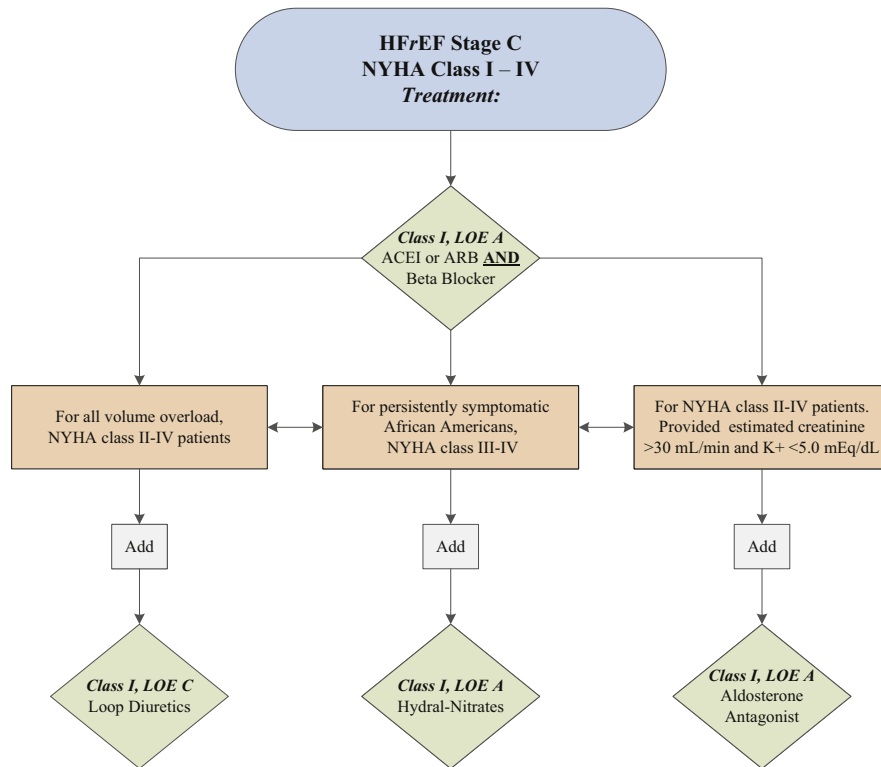 HFrEF Stage C
NYHA Class I – IV
Treatment:
Class I, LOE A
ACEI or ARB AND
Beta Blocker
For all volume overload,
NYHA class II-IV patients
For persistently symptomatic
African Americans,
NYHA class III-IV
For NYHA class II-IV patients.
Provided estimated creatinine
>30 mL/min and K+ <5.0 mEq/dL
Add
Add
Add
Class I, LOE C
Loop Diuretics
Class I, LOE A
Hydral-Nitrates
Class I, LOE A
Aldosterone
Antagonist